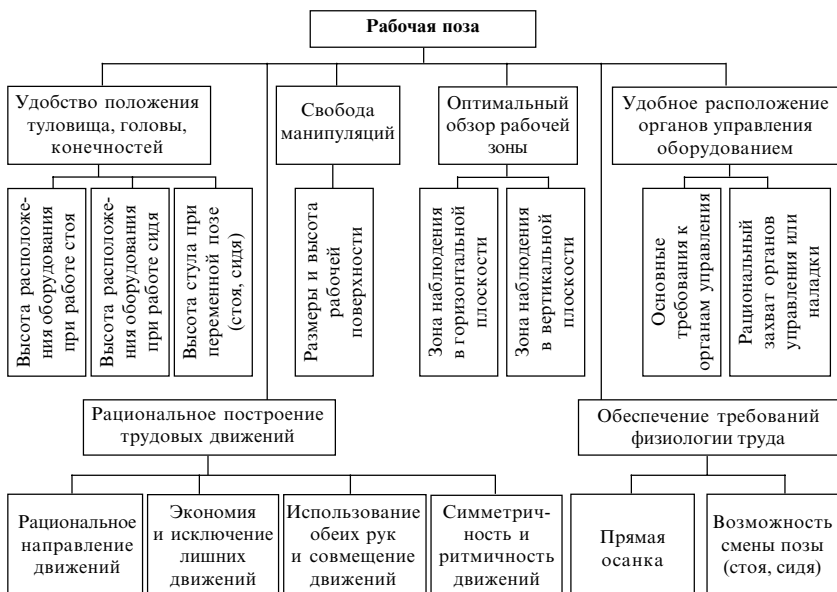 Рабочая поза
Удобство положения
туловища, головы,
конечностей
Свобода
манипуляций
Оптимальный
обзор рабочей
зоны
Удобное расположение
органов управления
оборудованием
Высота расположе-
ния оборудования
при работе стоя
Высота расположе-
ния оборудования
при работе сидя
Высота стула при
переменной позе
(стоя, сидя)
Размеры и высота
рабочей
поверхности
Зона наблюдения
в горизонтальной
плоскости
Зона наблюдения
в вертикальной
плоскости
Основные
требования к
органам управления
Рациональный
захват органов
управления или
наладки
Рациональное построение
трудовых движений
Обеспечение требований
физиологии труда
Рациональное
направление
движений
Экономия
и исключение
лишних
движений
Использование
обеих рук
и совмещение
движений
Симметрич-
ность и
ритмичность
движений
Прямая
осанка
Возможность
смены позы
(стоя, сидя)